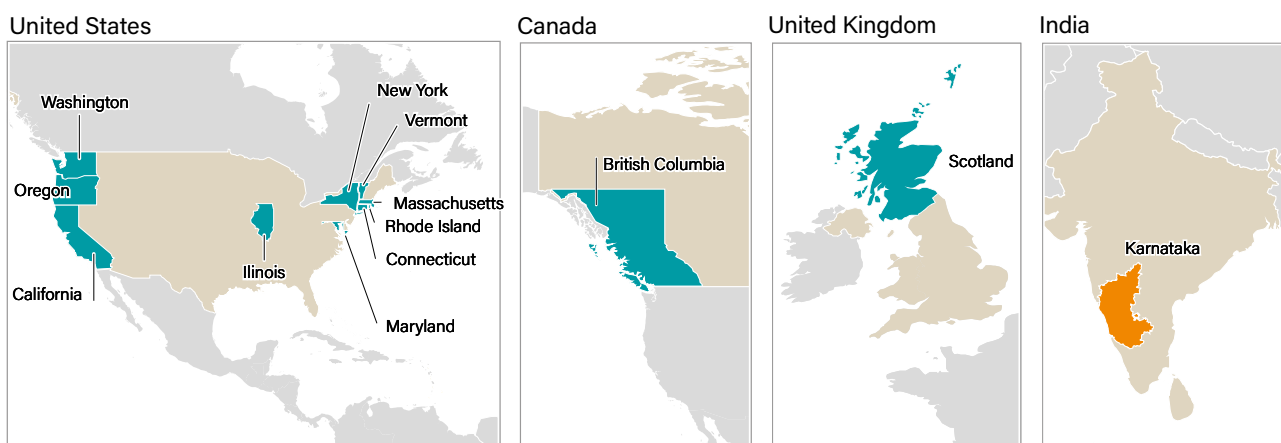 United States
Canada
United Kingdom
India
Washington
New York
Vermont
Oregon
Massachusetts
Rhode Island
Connecticut
Illinois
California
Maryland
British Columbia
Scotland
Karnataka